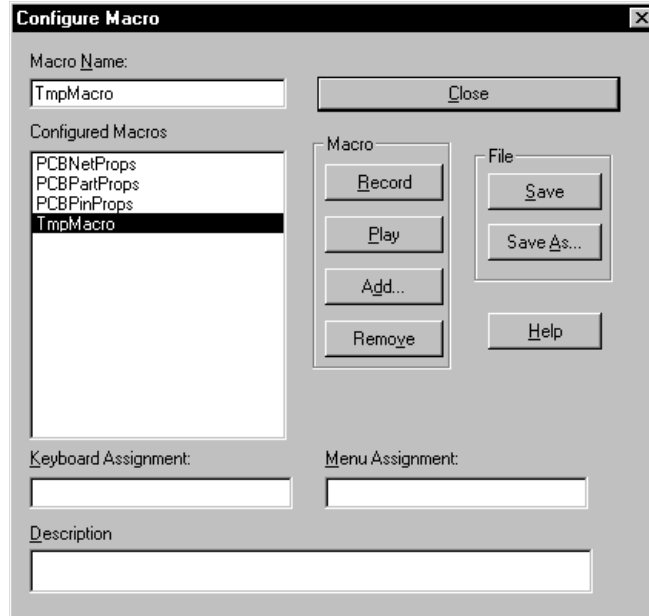 Configure Macro
Macro Name:
TmpMacro
Close
Configured Macros
PCBNetProps
PCBPartProps
PCBPinProps
TmpMacro
Macro
Record
Play
Add...
Remove
File
Save
Save As...
Help
Keyboard Assignment:
Menu Assignment:
Description